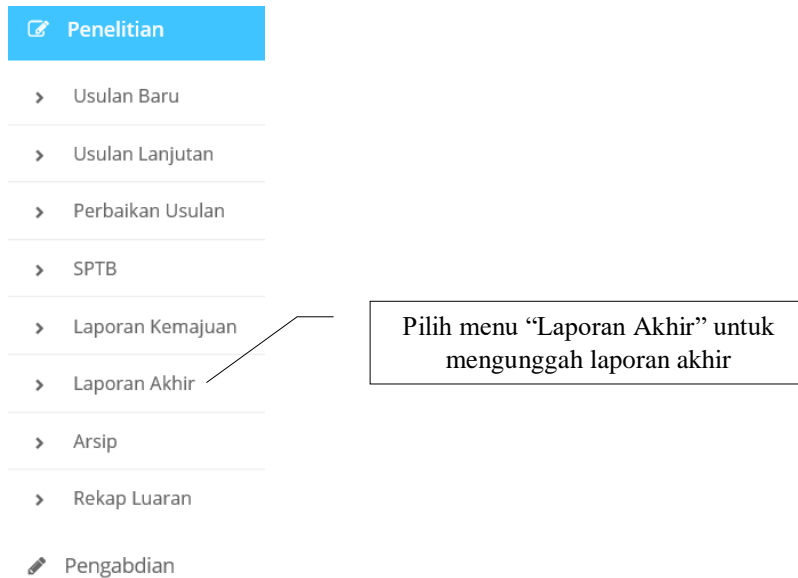 Penelitian
Usulan Baru
Usulan Lanjutan
Perbaikan Usulan
SPTB
Laporan Kemajuan
Laporan Akhir
Arsip
Rekap Luaran
Pengabdian
Pilih menu “Laporan Akhir” untuk
mengunggah laporan akhir